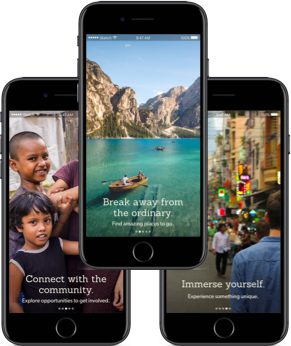 Sketch
9:41 AM
100%
Break away from
the ordinary.
Find amazing places to go.
Connect with the
community.
Explore opportunities to get involved.
Immerse yourself.
Experience something unique.